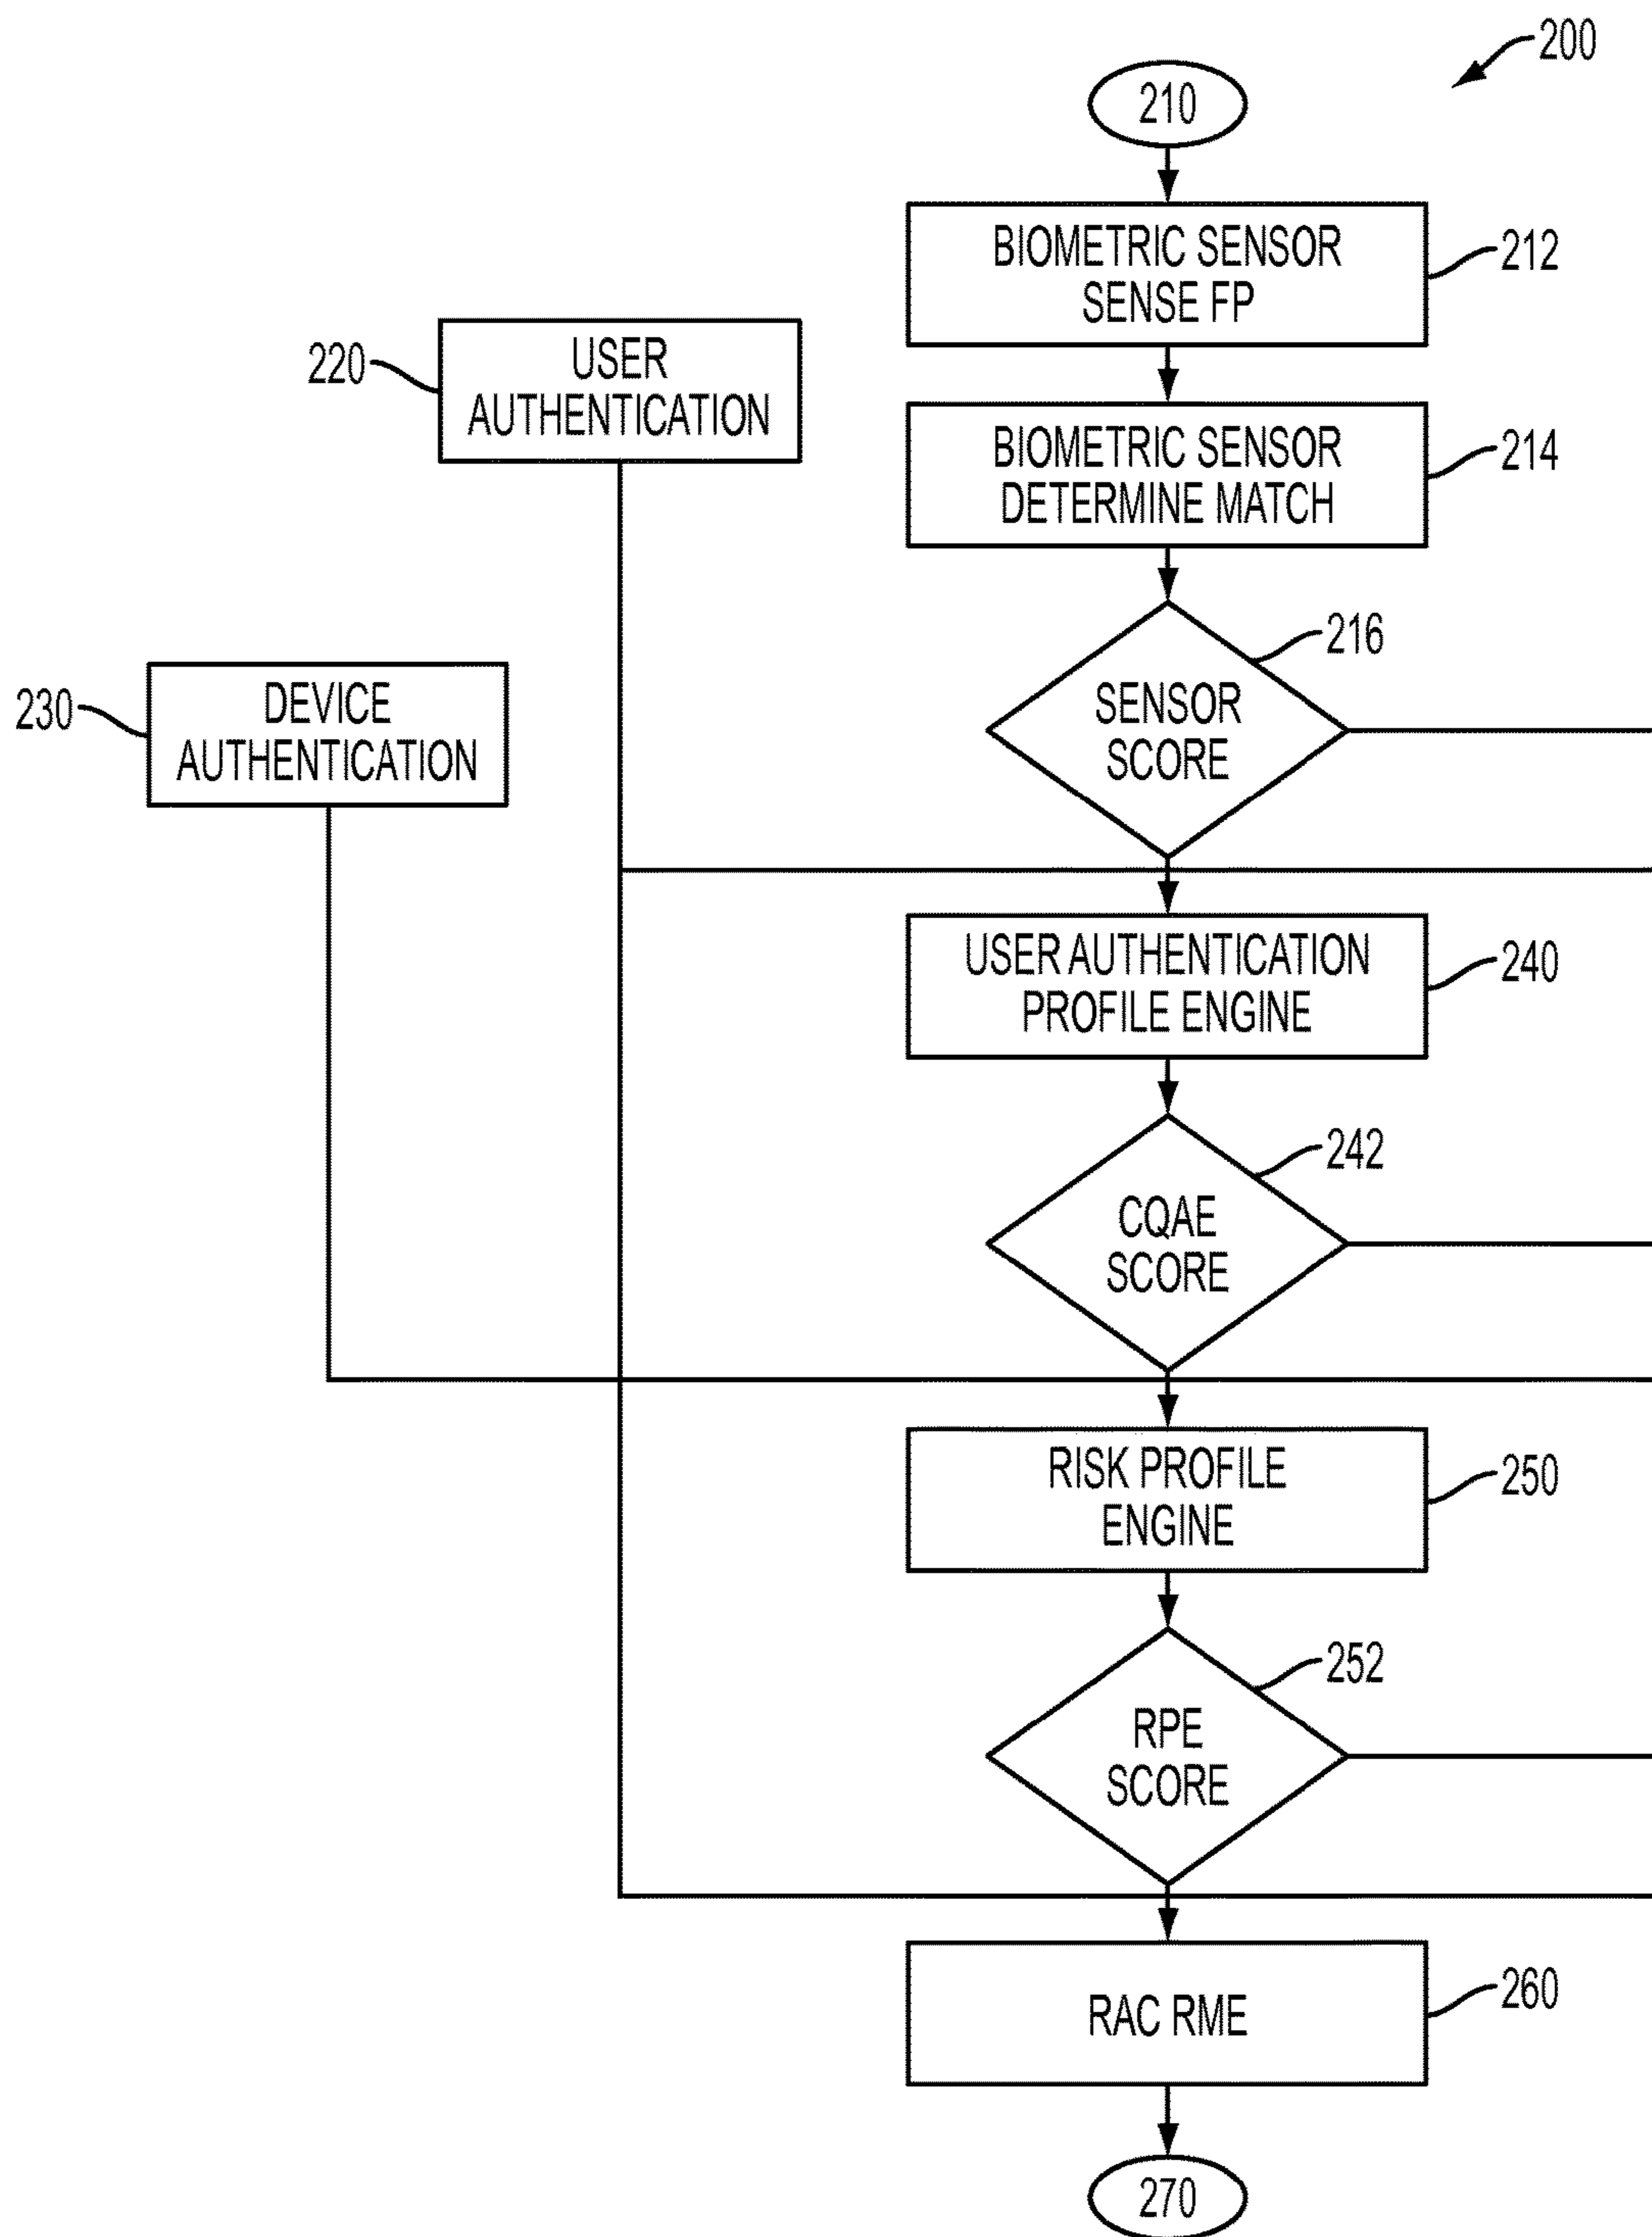 200
210
BIOMETRIC SENSOR
SENSE FP
212
USER
AUTHENTICATION
220
BIOMETRIC SENSOR
DETERMINE MATCH
214
216
SENSOR
SCORE
DEVICE
AUTHENTICATION
230
USER AUTHENTICATION
PROFILE ENGINE
240
242
CQAE
SCORE
RISK PROFILE
ENGINE
250
252
RPE
SCORE
RAC RME
260
270